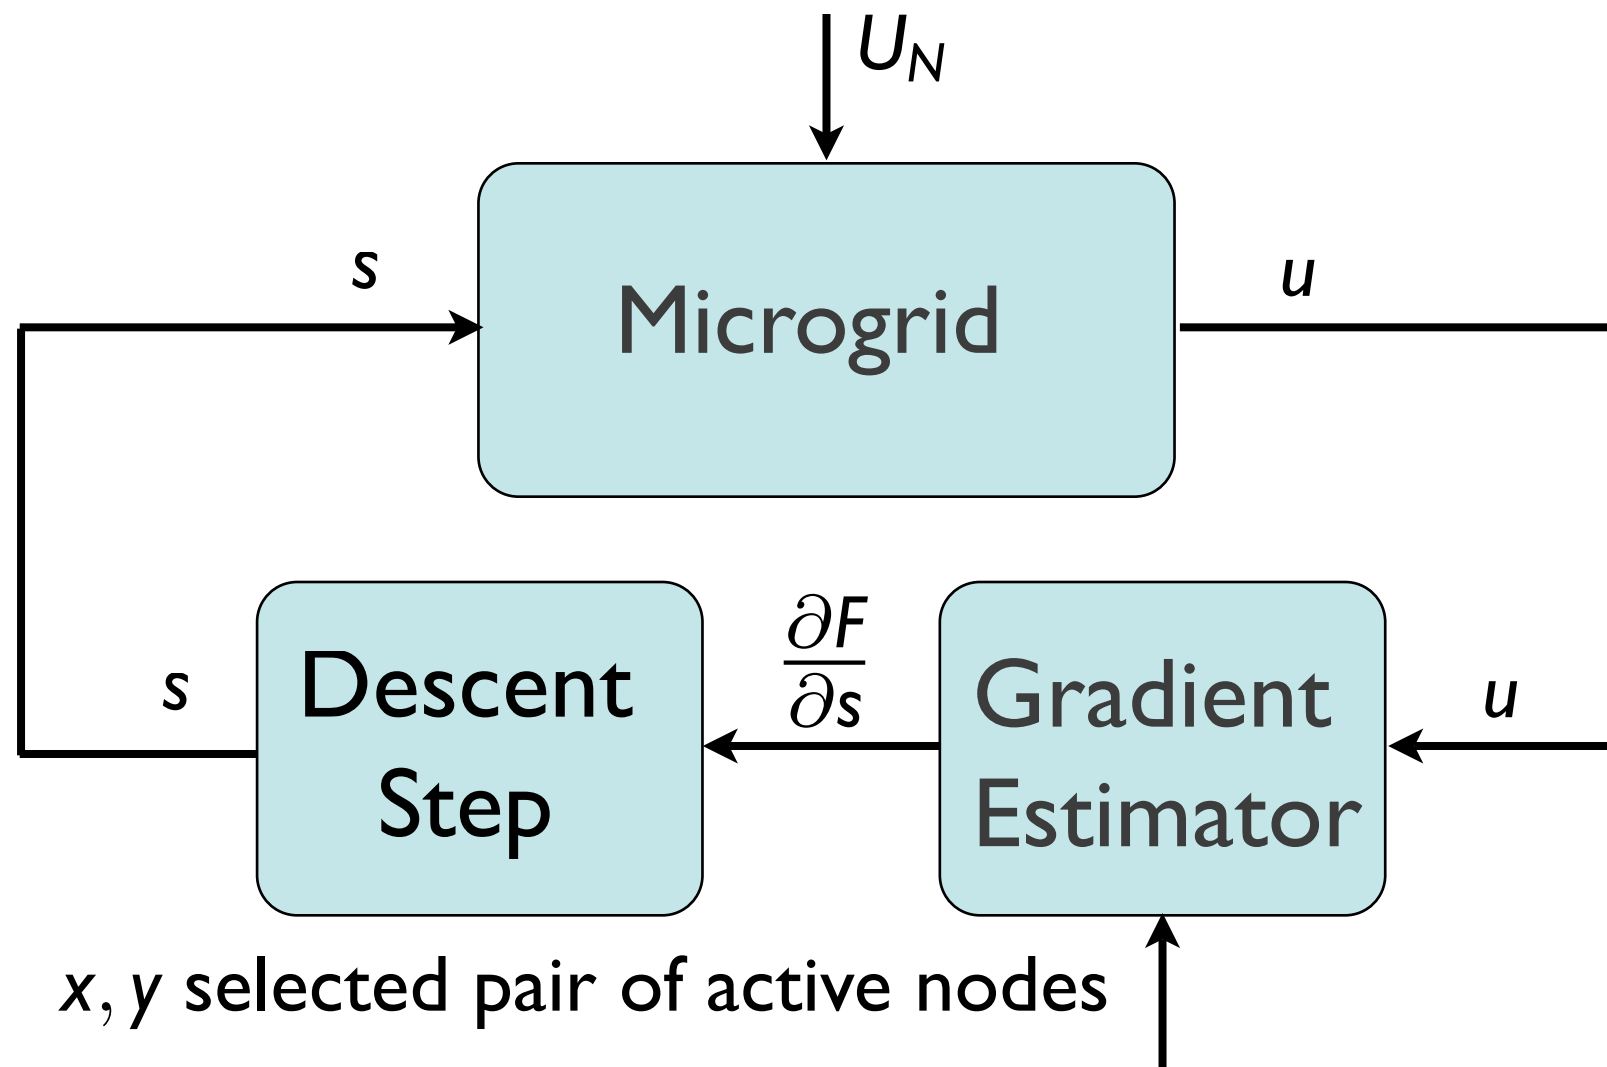 U_N
s
u
Microgrid
s
Descent
Step
∂F
∂s
Gradient
Estimator
u
x, y selected pair of active nodes